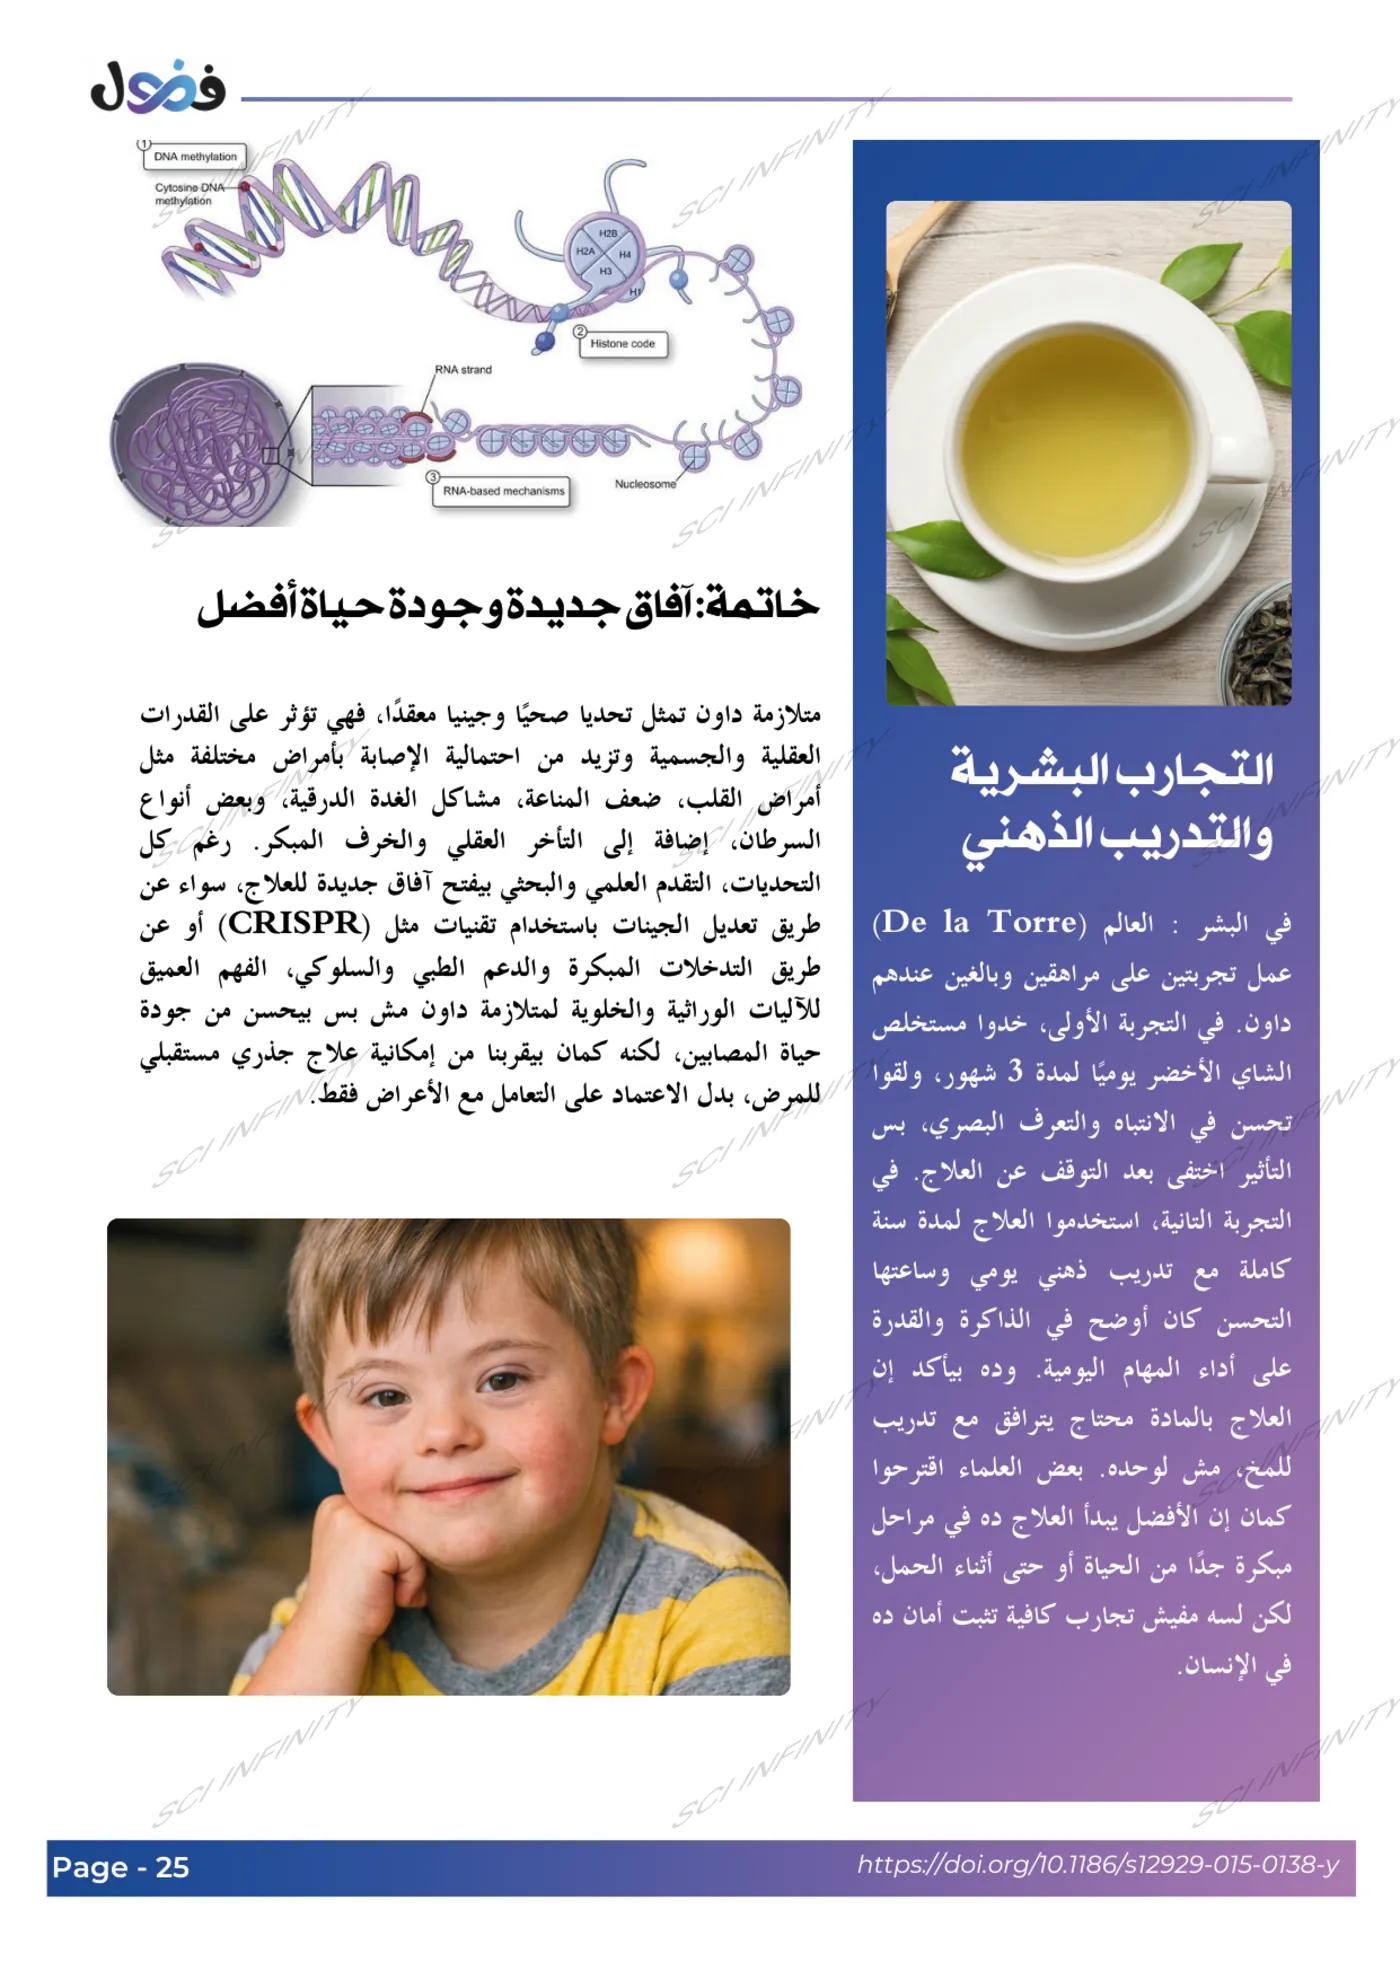 فضول
التجارب البشرية
والتدريب الذهني
في البشر : العالم (De la Torre)
عمل تجربتين على مراهقين وبالغين عندهم
داون. في التجربة الأولى، خدوا مستخلص
الشاي الأخضر يوميًا لمدة 3 شهور، ولقوا
تحسن في الانتباه والتعرف البصري، بس
التأثير اختفى بعد التوقف عن العلاج. في
التجربة التانية، استخدموا العلاج لمدة سنة
كاملة مع تدريب ذهني يومي وساعتها
التحسن كان أوضح في الذاكرة والقدرة
على أداء المهام اليومية. وده بيأكد إن
العلاج بالمادة محتاج يترافق مع تدريب
للمخ، مش لوحده. بعض العلماء اقترحوا
كمان إن الأفضل يبدأ العلاج ده في مراحل
مبكرة جدًا من الحياة أو حتى أثناء الحمل،
لكن لسه مفيش تجارب كافية تثبت أمان ده
في الإنسان.
1
DNA methylation
Cytosine DNA
methylation
H2B
H2A
H4
H3
H1
2
Histone code
RNA strand
3
RNA-based mechanisms
Nucleosome
خاتمة: آفاق جديدة وجودة حياة أفضل
متلازمة داون تمثل تحديا صحيًا وجينيا معقدًا، فهي تؤثر على القدرات
العقلية والجسمية وتزيد من احتمالية الإصابة بأمراض مختلفة مثل
أمراض القلب، ضعف المناعة، مشاكل الغدة الدرقية، وبعض أنواع
السرطان، إضافة إلى التأخر العقلي والخرف المبكر. رغم كل
التحديات، التقدم العلمي والبحثي بيفتح آفاق جديدة للعلاج، سواء عن
طريق تعديل الجينات باستخدام تقنيات مثل (CRISPR) أو عن
طريق التدخلات المبكرة والدعم الطبي والسلوكي، الفهم العميق
للآليات الوراثية والخلوية لمتلازمة داون مش بس بيحسن من جودة
حياة المصابين، لكنه كمان بيقربنا من إمكانية علاج جذري مستقبلي
للمرض، بدل الاعتماد على التعامل مع الأعراض فقط.
SCI INFINITY
Page - 25
https://doi.org/10.1186/s12929-015-0138-y